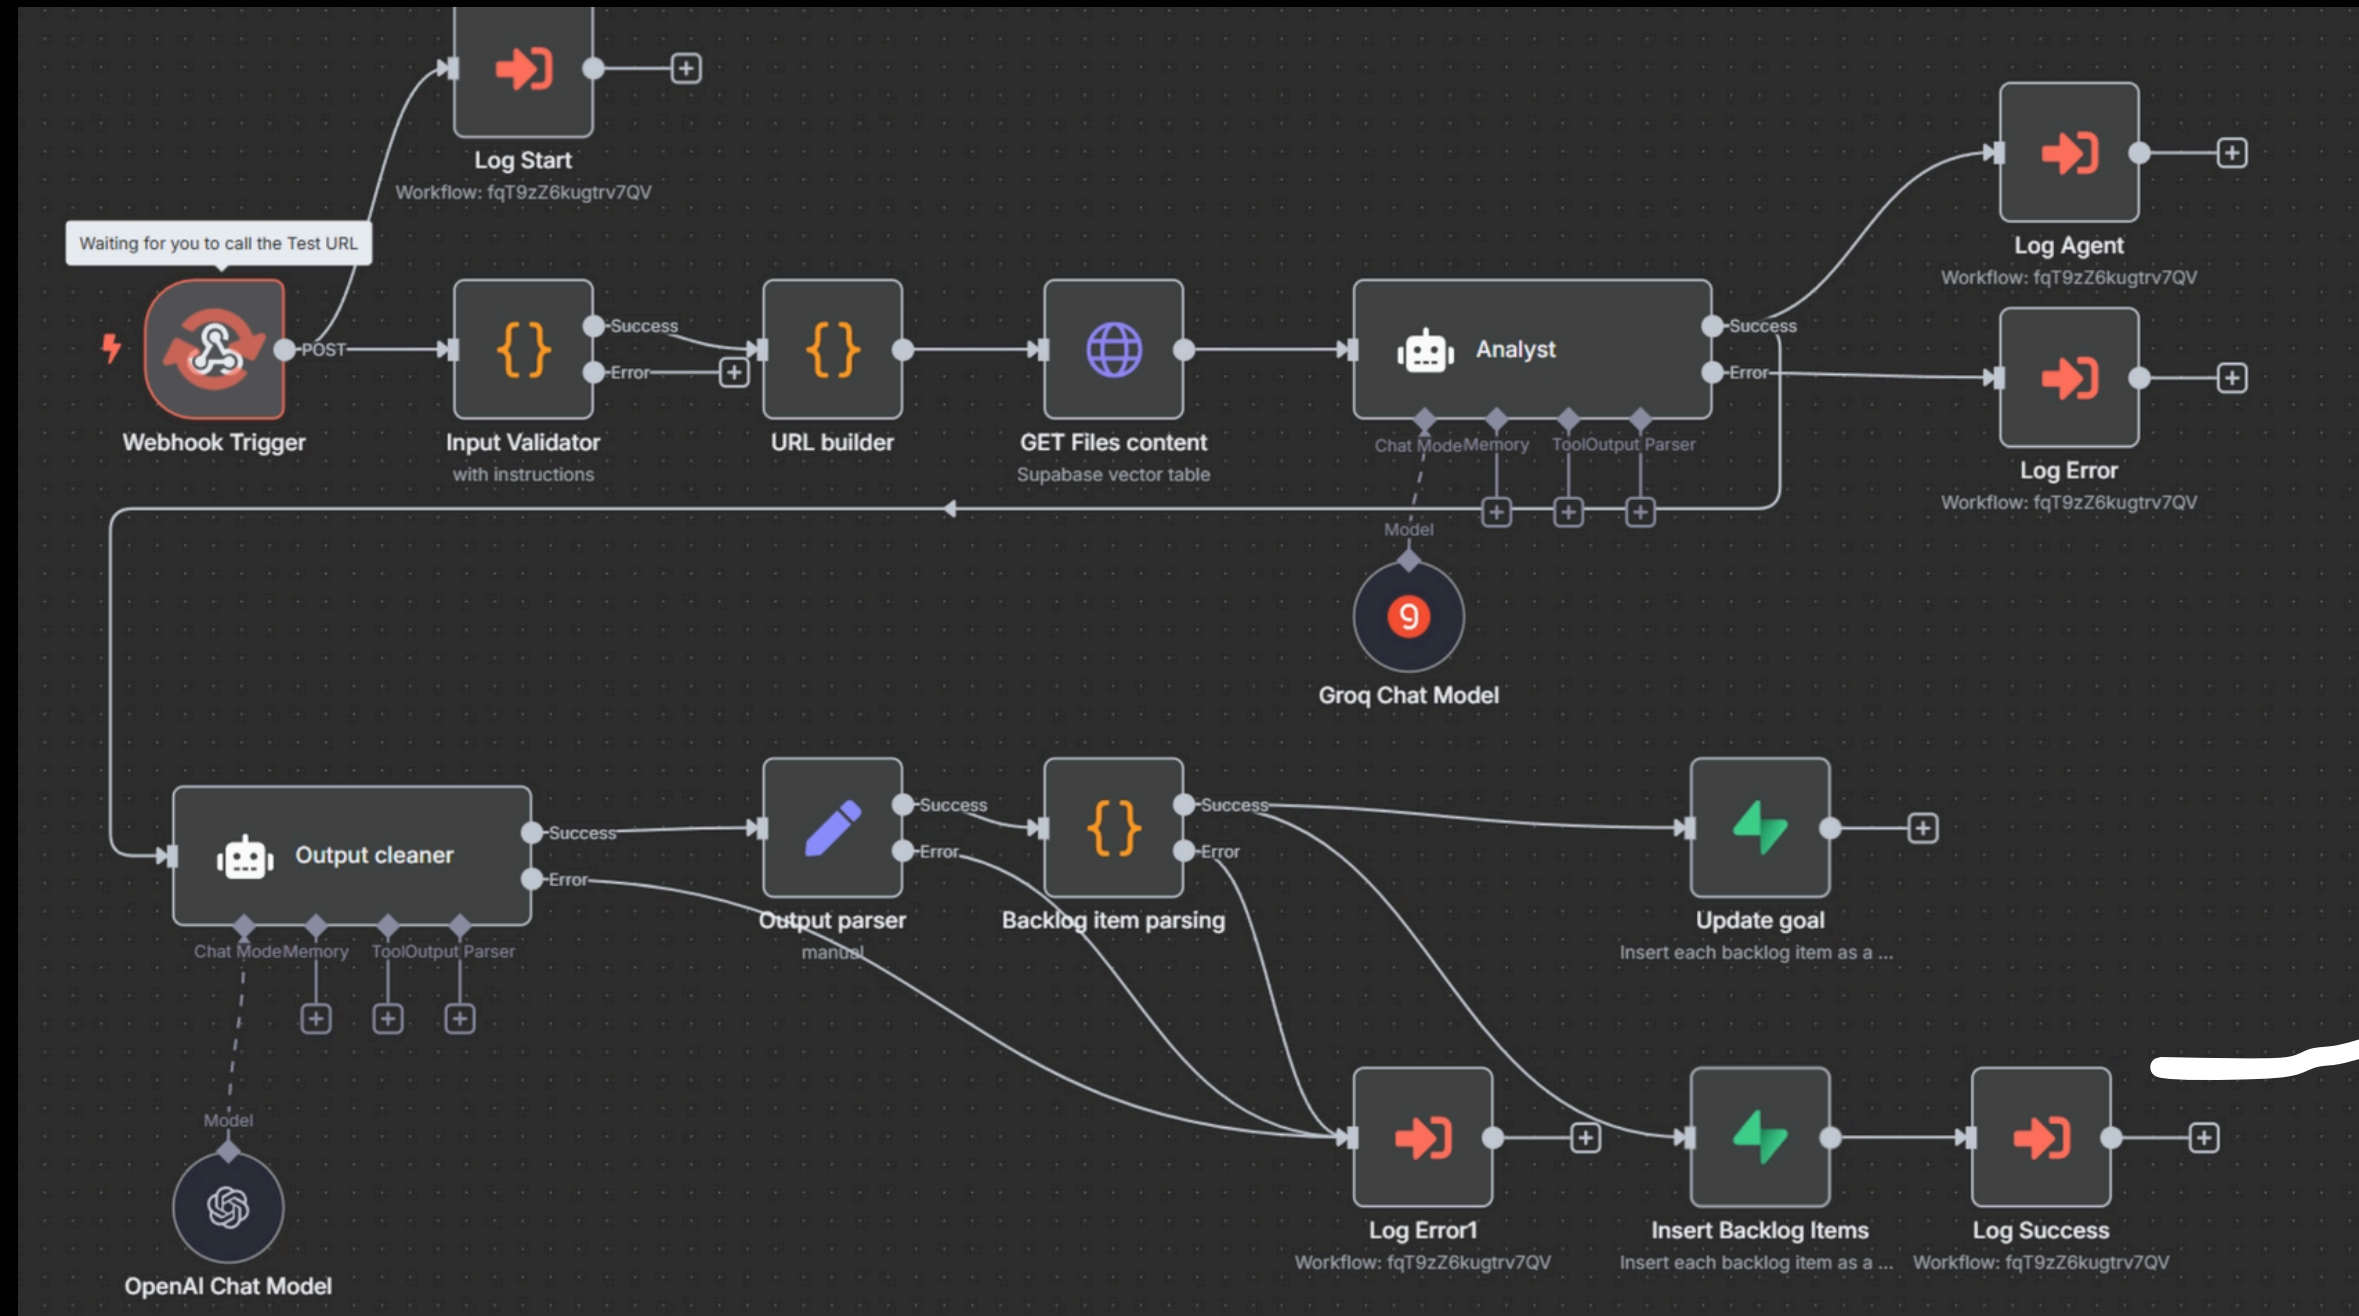 Log Start
Workflow: fqT9zZ6kugtrv7QV
Waiting for you to call the Test URL
POST
Webhook Trigger
Success
Error
Input Validator
with instructions
URL builder
GET Files content
Supabase vector table
Analyst
Success
Error
Chat Mode
Memory
Tool
Output Parser
Model
Groq Chat Model
Log Agent
Workflow: fqT9zZ6kugtrv7QV
Log Error
Workflow: fqT9zZ6kugtrv7QV
Output cleaner
Success
Error
Chat Mode
Memory
Tool
Output Parser
Model
OpenAI Chat Model
Success
Error
Output parser
manual
Success
Error
Backlog item parsing
Update goal
Insert each backlog item as a ...
Log Error1
Workflow: fqT9zZ6kugtrv7QV
Insert Backlog Items
Insert each backlog item as a ...
Log Success
Workflow: fqT9zZ6kugtrv7QV